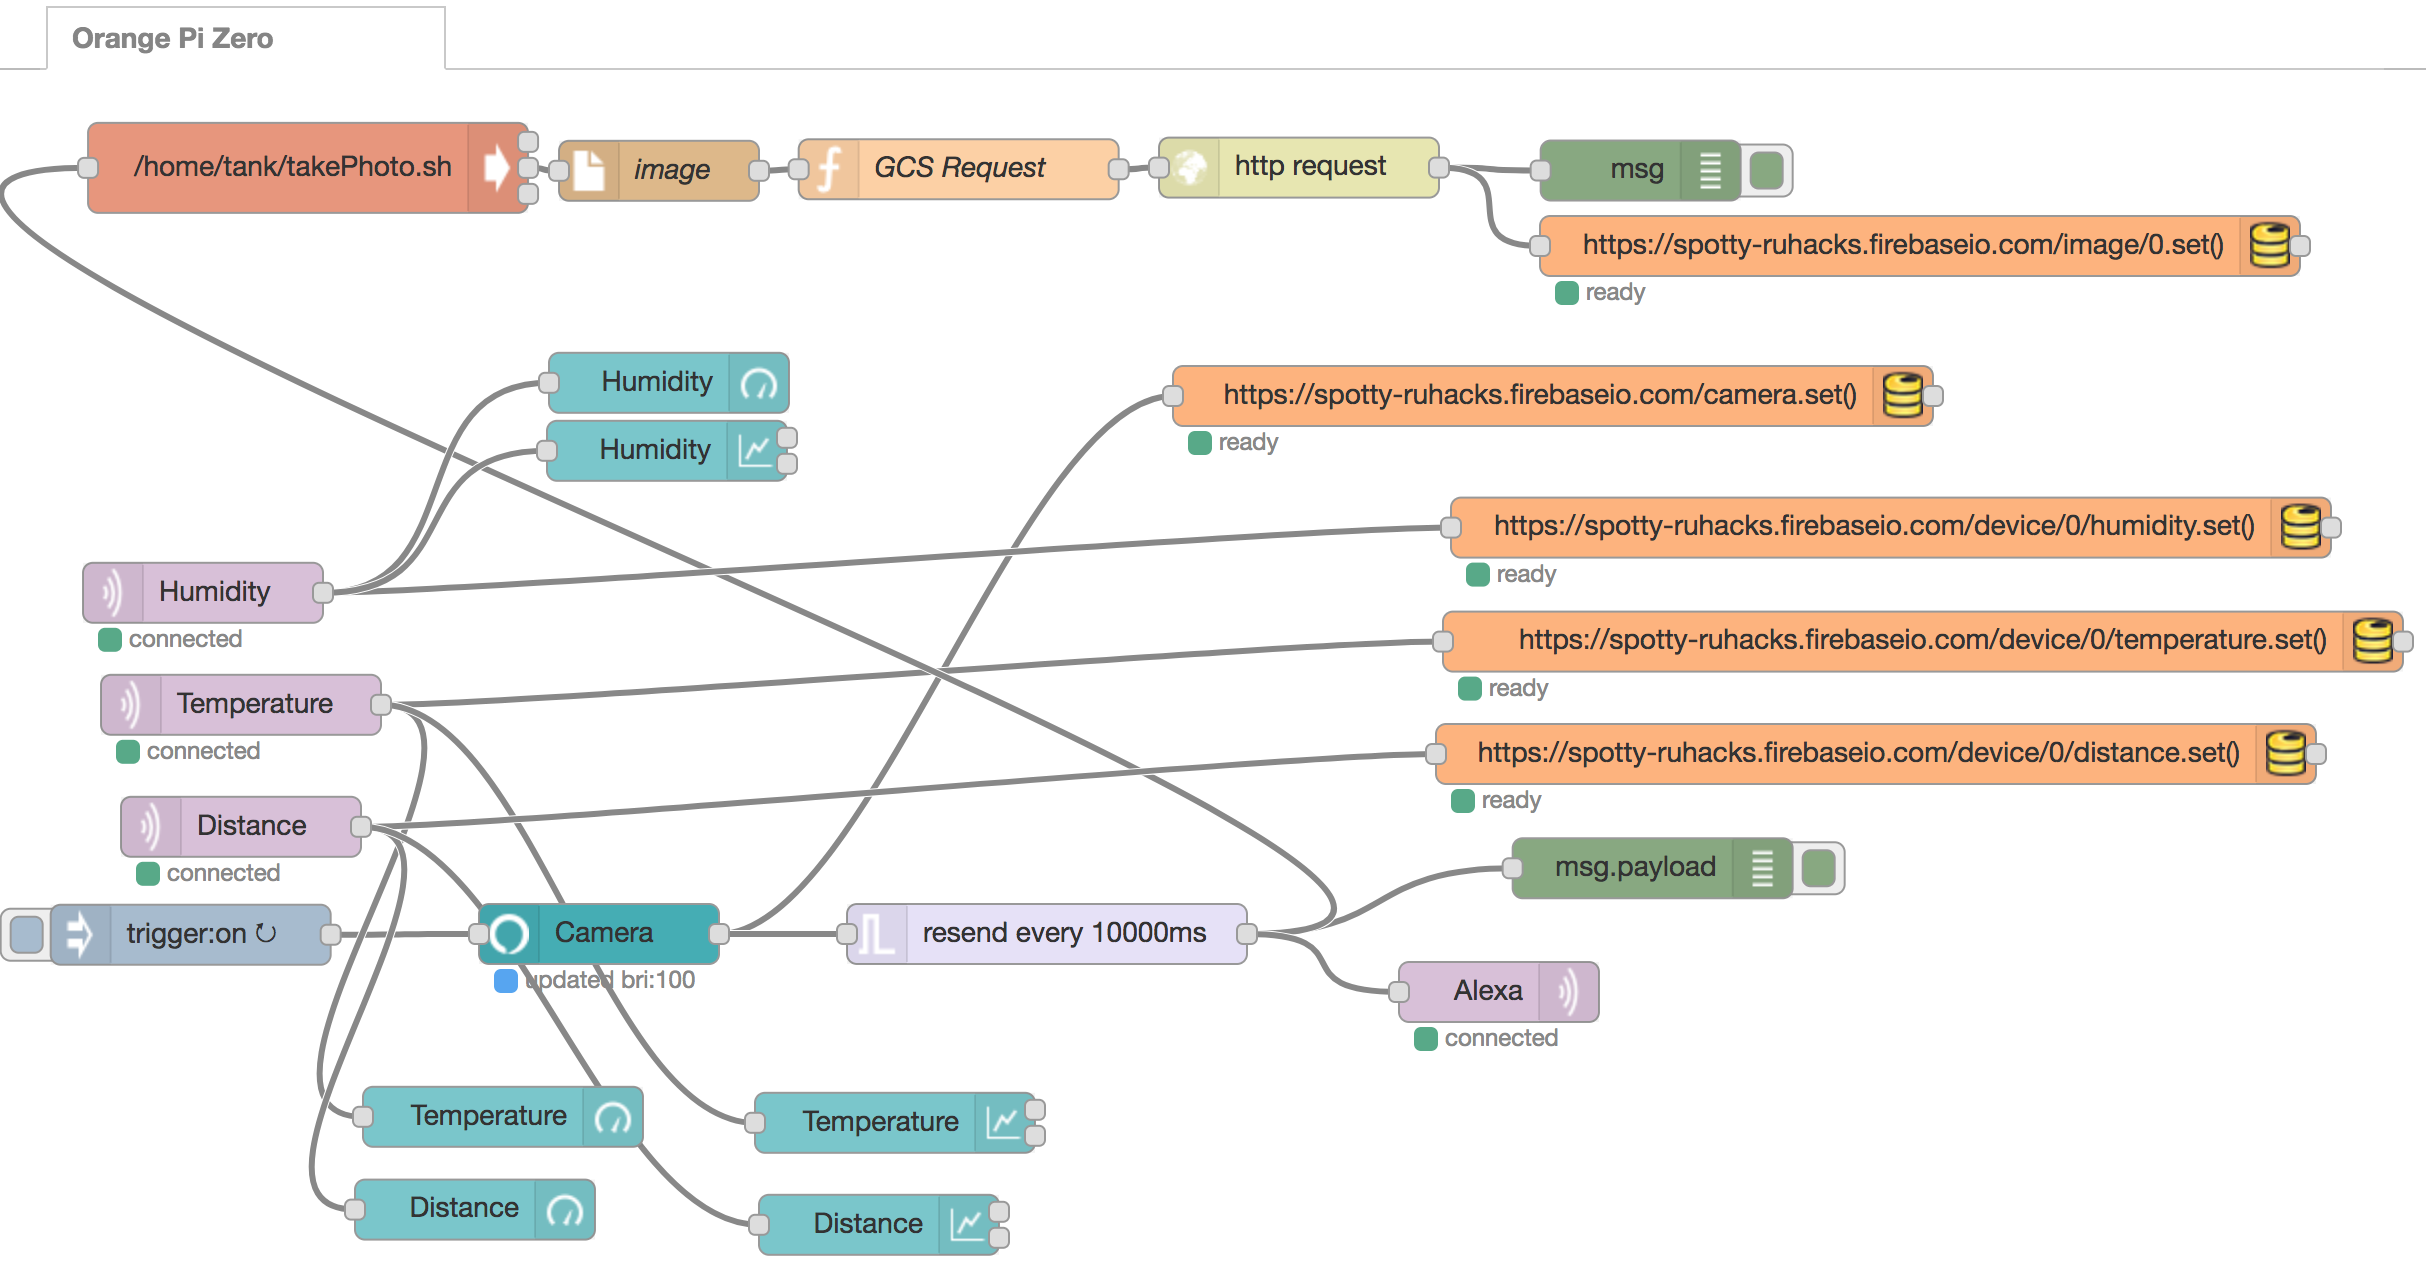 Orange Pi Zero
/home/tank/takePhoto.sh
image
GCS Request
http request
msg
https://spotty-ruhacks.firebaseio.com/image/0.set()
ready
Humidity
Humidity
https://spotty-ruhacks.firebaseio.com/camera.set()
ready
https://spotty-ruhacks.firebaseio.com/device/0/humidity.set()
ready
Humidity
connected
https://spotty-ruhacks.firebaseio.com/device/0/temperature.set()
ready
Temperature
connected
https://spotty-ruhacks.firebaseio.com/device/0/distance.set()
ready
Distance
connected
msg.payload
trigger:on ↻
Camera
updated bri:100
resend every 10000ms
Alexa
connected
Temperature
Temperature
Distance
Distance